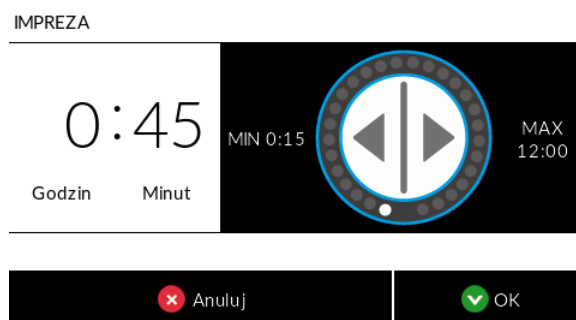 IMPREZA
0:45
Godzin Minut
MIN 0:15
MAX
12:00
Anuluj
OK